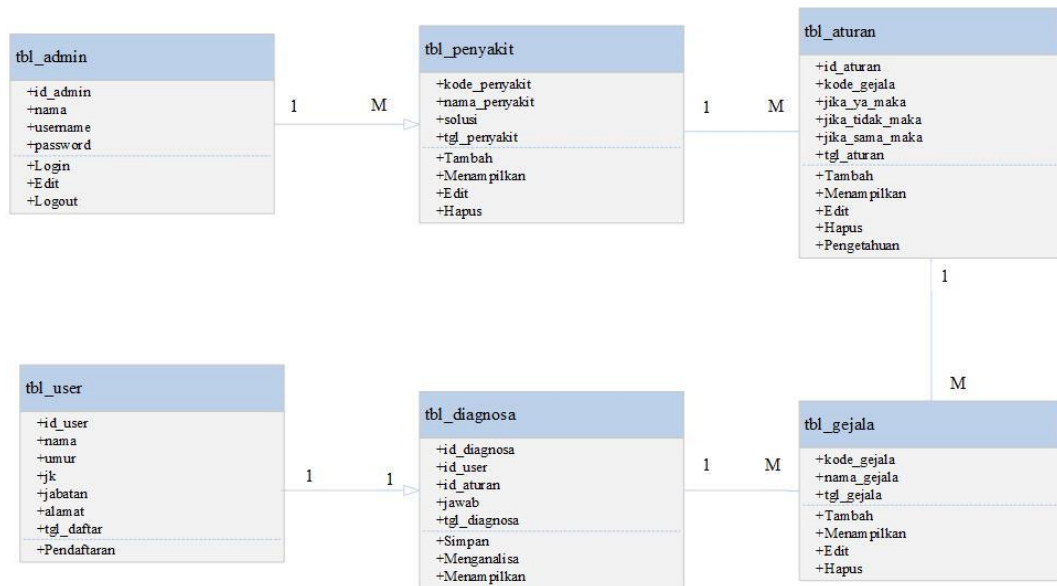 tbl_admin
+id_admin
+nama
+username
+password
+Login
+Edit
+Logout
1
M
tbl_penyakit
+kode_penyakit
+nama_penyakit
+solusi
+tgl_penyakit
+Tambah
+Menampilkan
+Edit
+Hapus
1
M
tbl_aturan
+id_aturan
+kode_gejala
+jika_ya_maka
+jika_tidak_maka
+jika_sama_maka
+tgl_aturan
+Tambah
+Menampilkan
+Edit
+Hapus
+Pengetahuan
1
M
tbl_user
+id_user
+nama
+umur
+jk
+jabatan
+alamat
+tgl_daftar
+Pendaftaran
1
1
tbl_diagnosa
+id_diagnosa
+id_user
+id_aturan
+jawab
+tgl_diagnosa
+Simpan
+Menganalisa
+Menampilkan
1
M
tbl_gejala
+kode_gejala
+nama_gejala
+tgl_gejala
+Tambah
+Menampilkan
+Edit
+Hapus